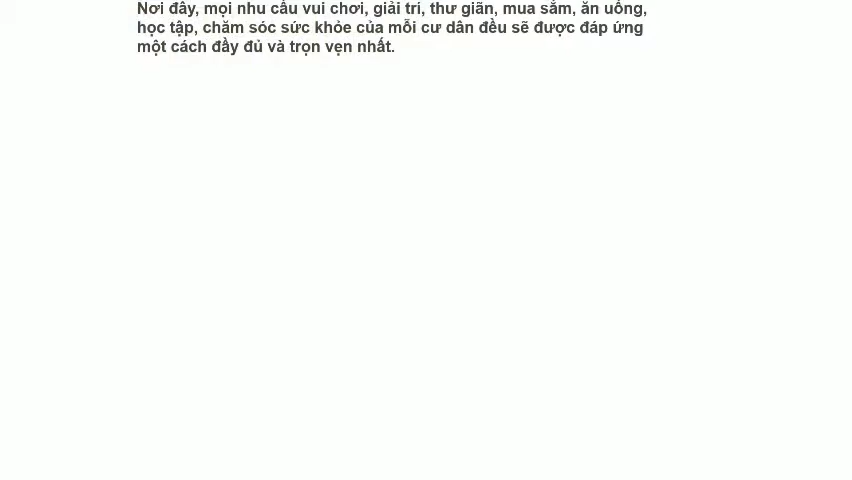 Nơi đây, mọi nhu cầu vui chơi, giải trí, thư giãn, mua sắm, ăn uống,
học tập, chăm sóc sức khỏe của mỗi cư dân đều sẽ được đáp ứng
một cách đầy đủ và trọn vẹn nhất.